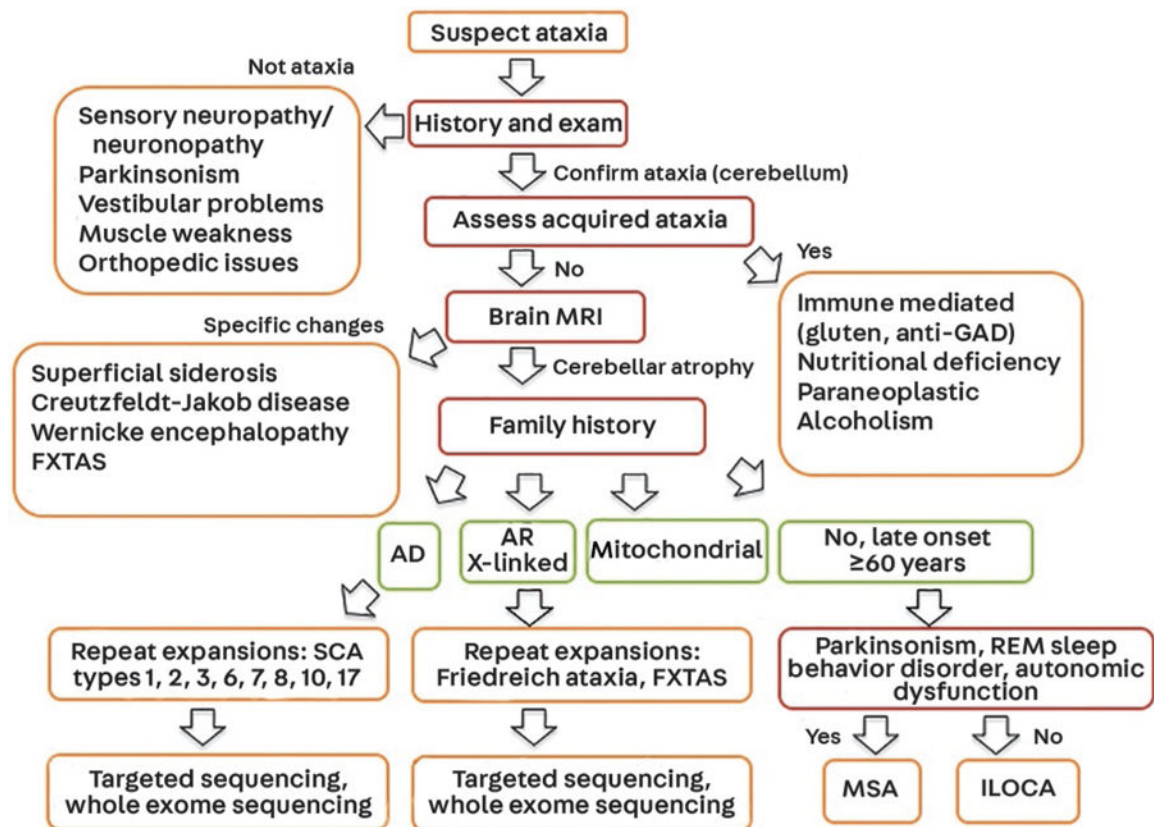 Suspect ataxia
Not ataxia
Sensory neuropathy/
neuronopathy
Parkinsonism
Vestibular problems
Muscle weakness
Orthopedic issues
History and exam
Confirm ataxia (cerebellum)
Assess acquired ataxia
Yes
No
Immune mediated
(gluten, anti-GAD)
Nutritional deficiency
Paraneoplastic
Alcoholism
Brain MRI
Specific changes
Superficial siderosis
Creutzfeldt-Jakob disease
Wernicke encephalopathy
FXTAS
Cerebellar atrophy
Family history
AD
AR
X-linked
Mitochondrial
No, late onset
≥60 years
Repeat expansions: SCA
types 1, 2, 3, 6, 7, 8, 10, 17
Repeat expansions:
Friedreich ataxia, FXTAS
Parkinsonism, REM sleep
behavior disorder, autonomic
dysfunction
Targeted sequencing,
whole exome sequencing
Targeted sequencing,
whole exome sequencing
Yes
No
MSA
ILOCA